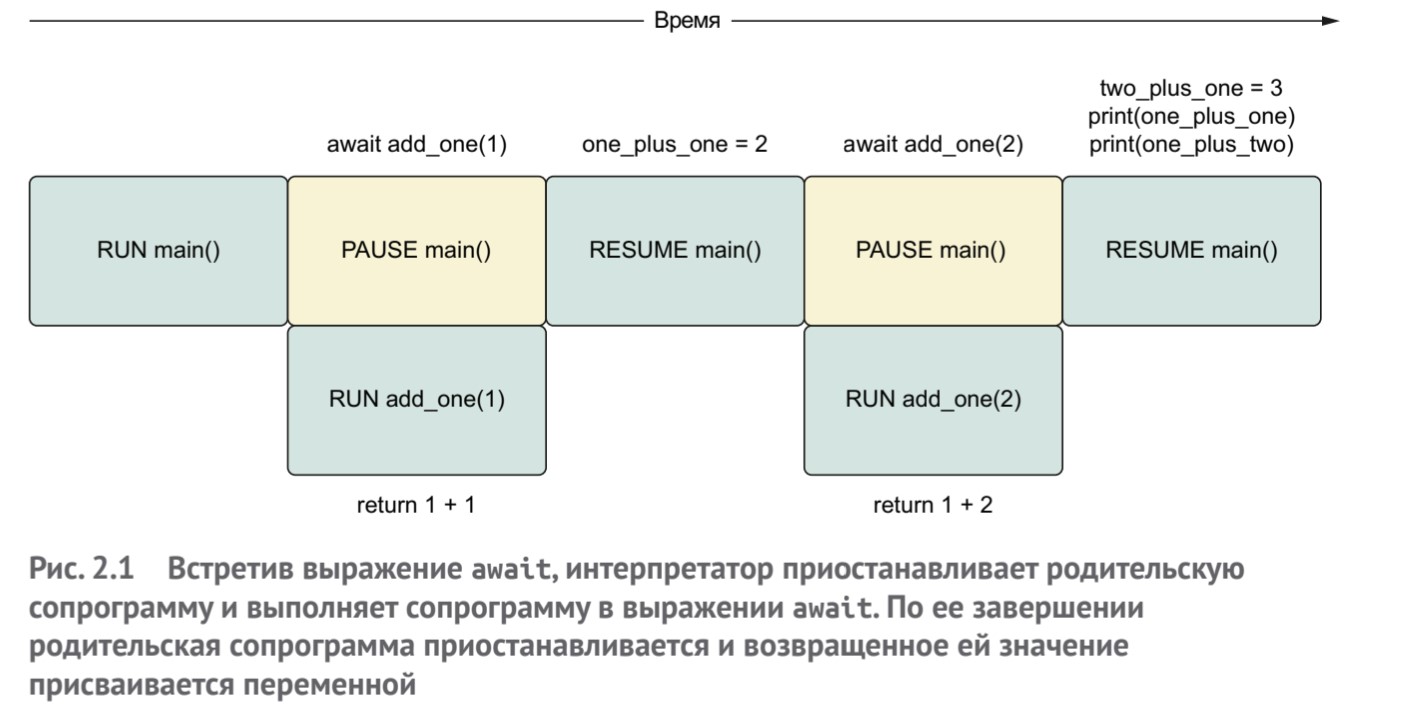 Время
two_plus_one = 3
print(one_plus_one)
print(one_plus_two)
await add_one(1)
one_plus_one = 2
await add_one(2)
RUN main()
PAUSE main()
RESUME main()
PAUSE main()
RESUME main()
RUN add_one(1)
RUN add_one(2)
return 1 + 1
return 1 + 2
Рис. 2.1 Встретив выражение await, интерпретатор приостанавливает родительскую
сопрограмму и выполняет сопрограмму в выражении await. По ее завершении
родительская сопрограмма приостанавливается и возвращенное ей значение
присваивается переменной